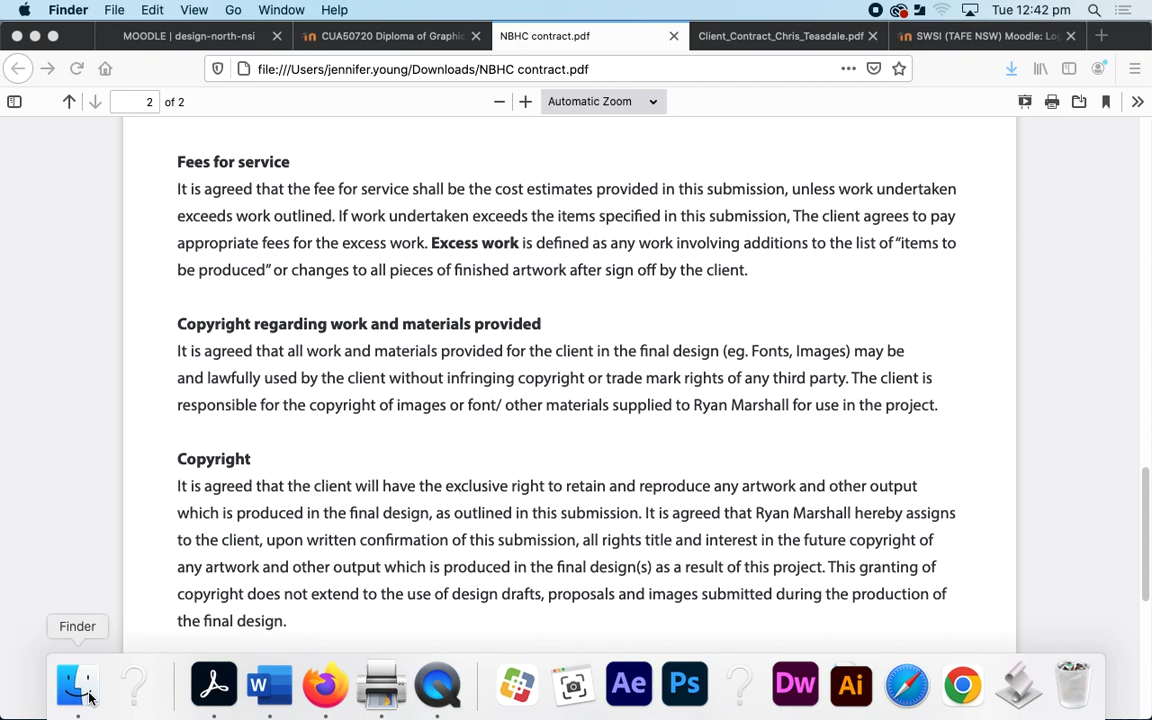 Finder File Edit View Go Window Help Tue 12:42 pm
MOODLE | design-north-nsi CUA50720 Diploma of Graphic NBHC contract.pdf Client_Contract_Chris_Teasdale.pdf SWSI (TAFE NSW) Moodle: Lo
file:///Users/jennifer.young/Downloads/NBHC contract.pdf
2 of 2 Automatic Zoom
Fees for service
It is agreed that the fee for service shall be the cost estimates provided in this submission, unless work undertaken
exceeds work outlined. If work undertaken exceeds the items specified in this submission, The client agrees to pay
appropriate fees for the excess work. Excess work is defined as any work involving additions to the list of “items to
be produced” or changes to all pieces of finished artwork after sign off by the client.
Copyright regarding work and materials provided
It is agreed that all work and materials provided for the client in the final design (eg. Fonts, Images) may be
and lawfully used by the client without infringing copyright or trade mark rights of any third party. The client is
responsible for the copyright of images or font/ other materials supplied to Ryan Marshall for use in the project.
Copyright
It is agreed that the client will have the exclusive right to retain and reproduce any artwork and other output
which is produced in the final design, as outlined in this submission. It is agreed that Ryan Marshall hereby assigns
to the client, upon written confirmation of this submission, all rights title and interest in the future copyright of
any artwork and other output which is produced in the final design(s) as a result of this project. This granting of
copyright does not extend to the use of design drafts, proposals and images submitted during the production of
the final design.
Finder
W Ae Ps Dw Ai